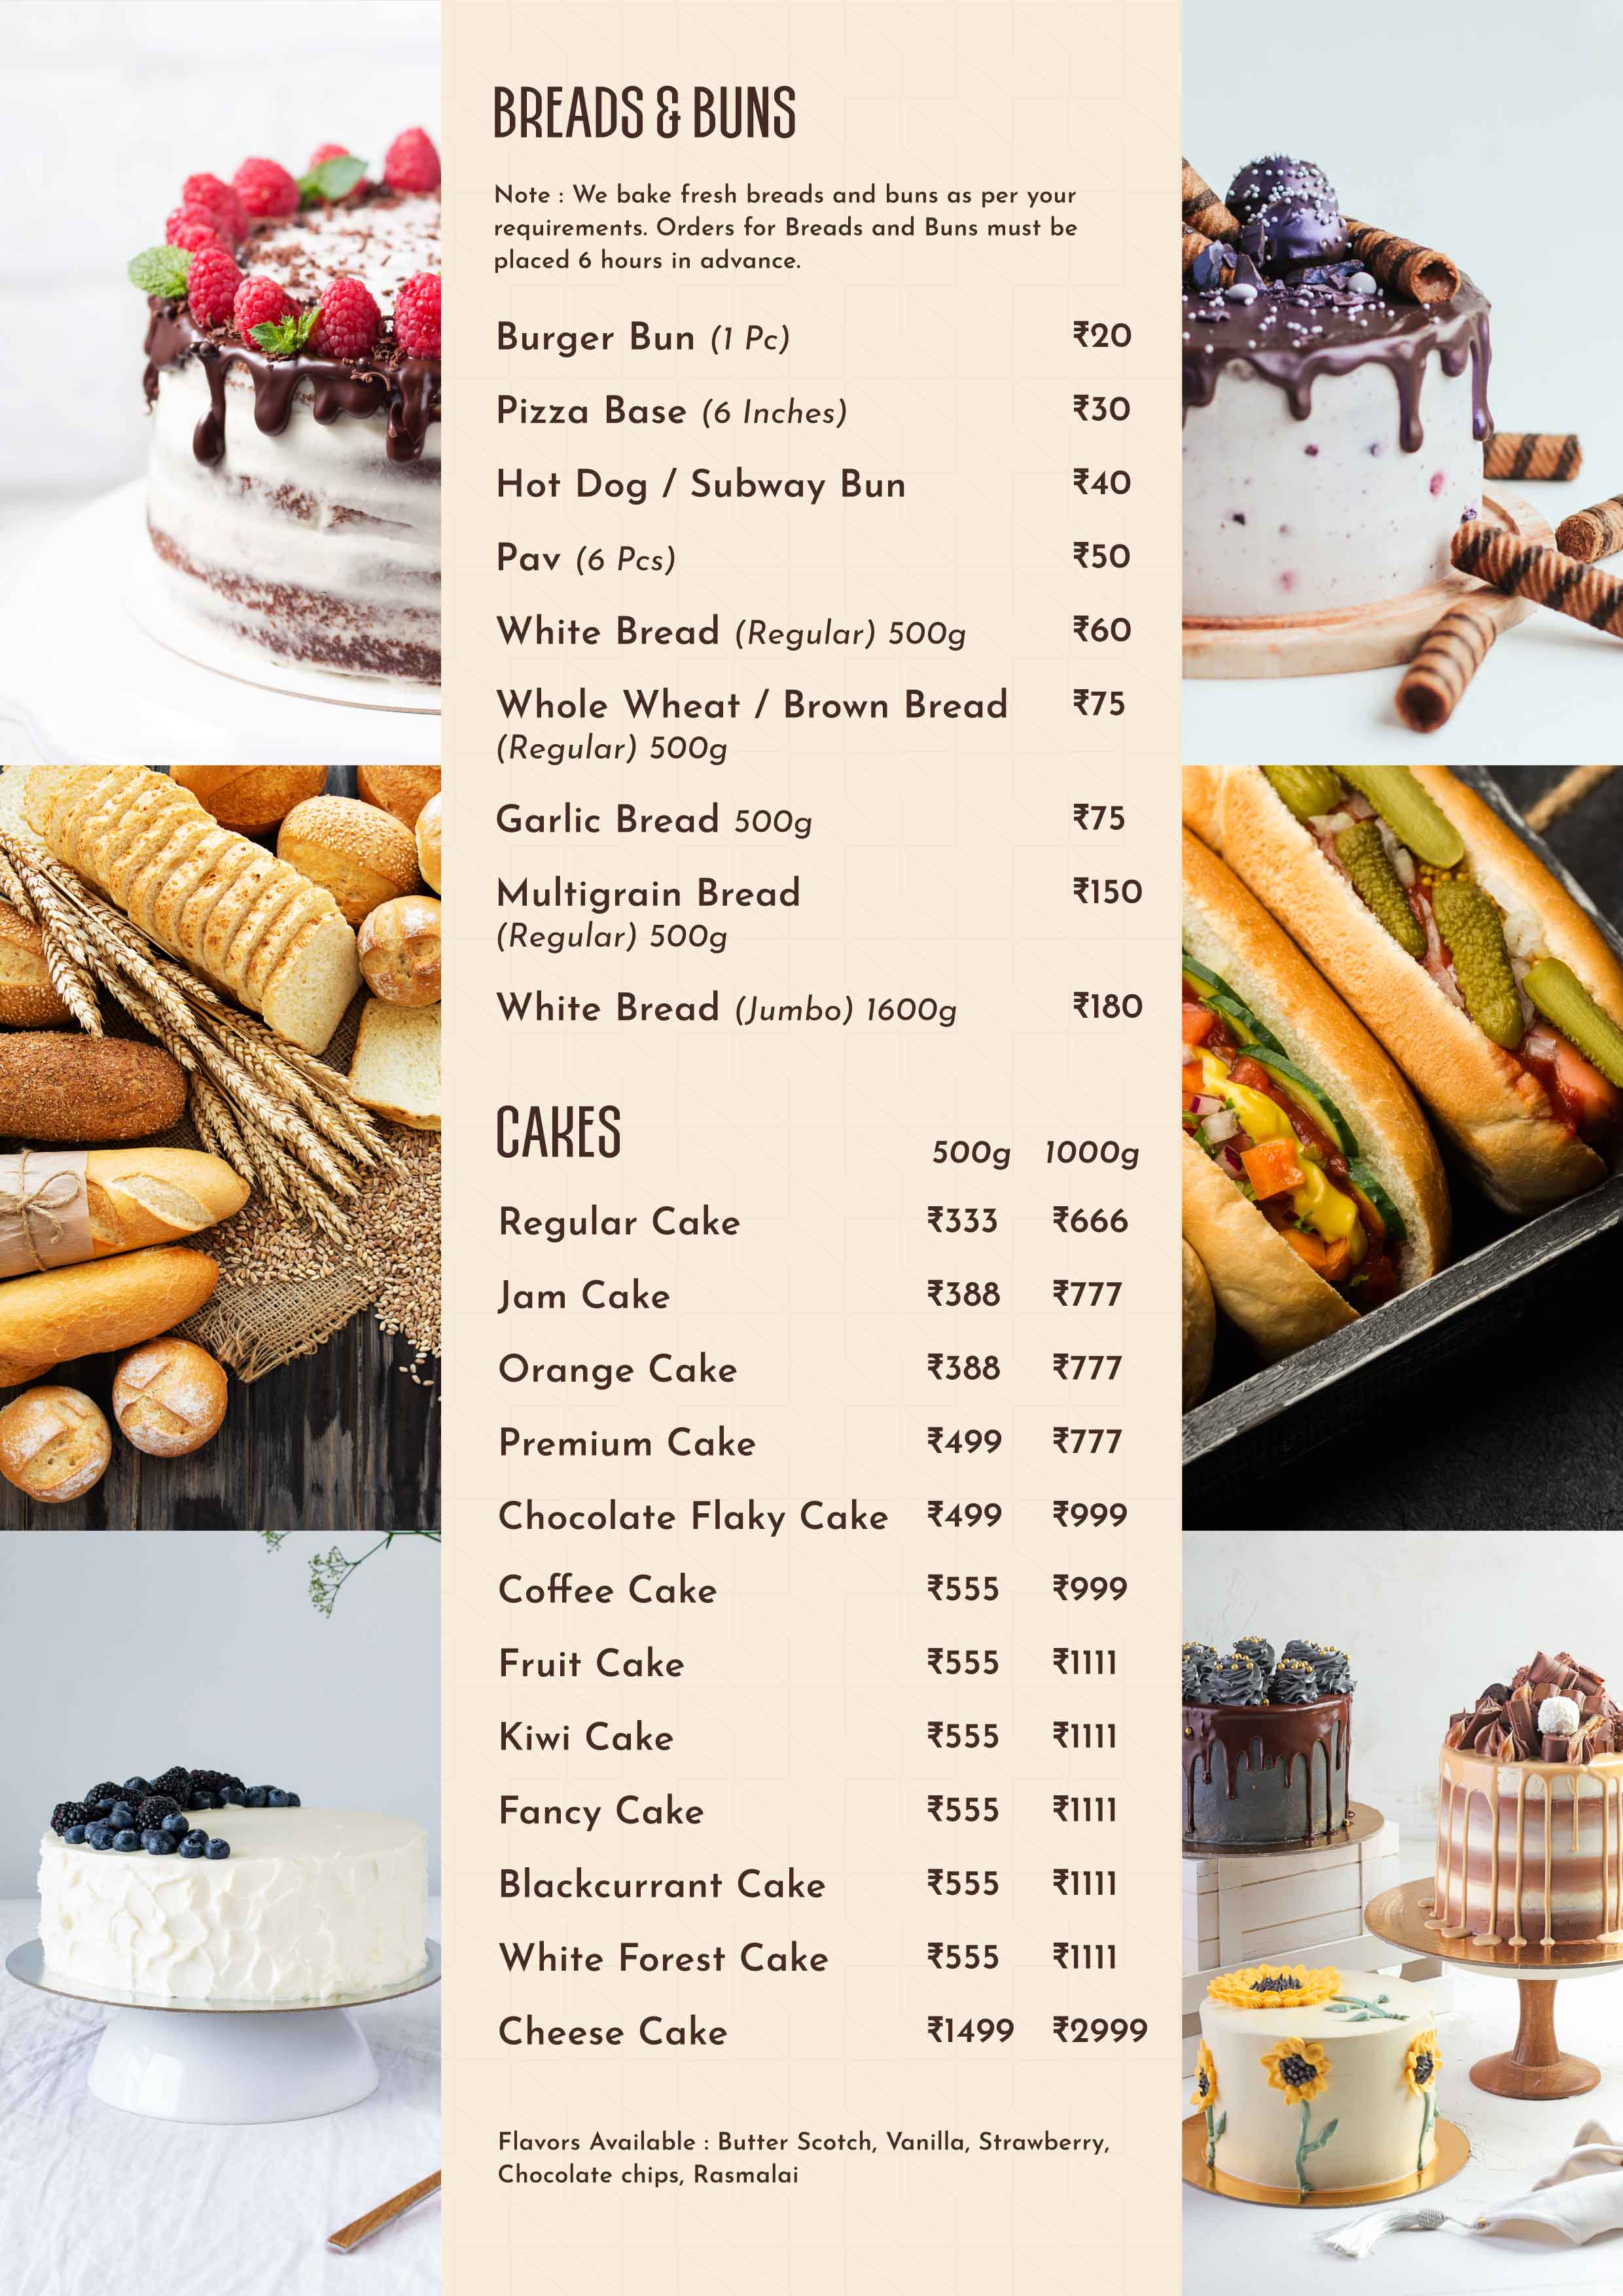 BREADS & BUNS
Note : We bake fresh breads and buns as per your
requirements. Orders for Breads and Buns must be
placed 6 hours in advance.
Burger Bun (1 Pc) ₹20
Pizza Base (6 Inches) ₹30
Hot Dog / Subway Bun ₹40
Pav (6 Pcs) ₹50
White Bread (Regular) 500g ₹60
Whole Wheat / Brown Bread ₹75
(Regular) 500g
Garlic Bread 500g ₹75
Multigrain Bread ₹150
(Regular) 500g
White Bread (Jumbo) 1600g ₹180
CAKES 500g 1000g
Regular Cake ₹333 ₹666
Jam Cake ₹388 ₹777
Orange Cake ₹388 ₹777
Premium Cake ₹499 ₹777
Chocolate Flaky Cake ₹499 ₹999
Coffee Cake ₹555 ₹999
Fruit Cake ₹555 ₹1111
Kiwi Cake ₹555 ₹1111
Fancy Cake ₹555 ₹1111
Blackcurrant Cake ₹555 ₹1111
White Forest Cake ₹555 ₹1111
Cheese Cake ₹1499 ₹2999
Flavors Available : Butter Scotch, Vanilla, Strawberry,
Chocolate chips, Rasmalai